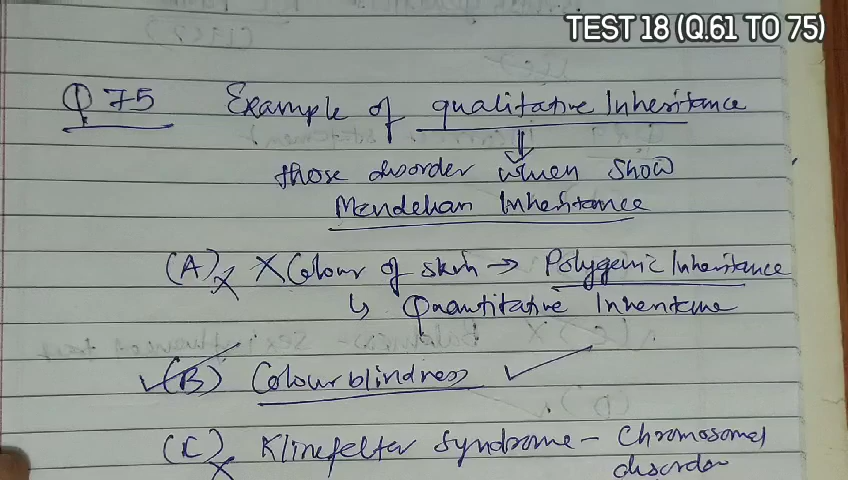 TEST 18 (Q.61 TO 75)
Q 75 Example of qualitative Inheritance
those disorder when show
Mendelian Inheritance
(A) X Colour of skin → Polygenic Inheritance
↳ Quantitative Inheritance
(B) Colourblindness ✓
(C) Klinefelter Syndrome - Chromosomal
disorder